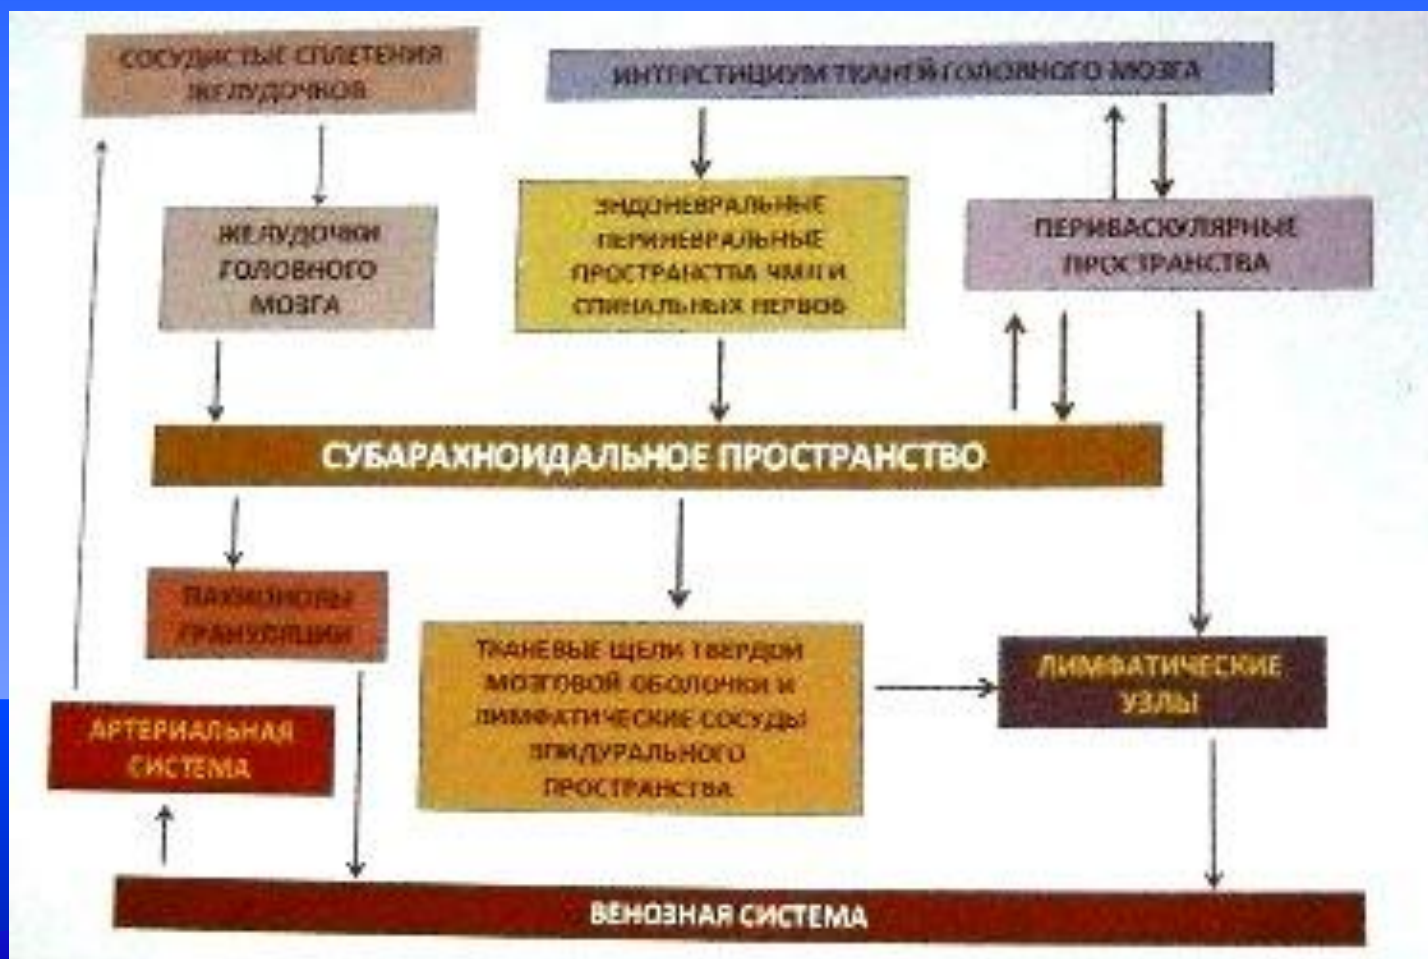 СОСУДИСТЫЕ СПЛЕТЕНИЯ
ЖЕЛУДОЧКОВ
ИНТЕРСТИЦИУМ ТКАНЕЙ ГОЛОВНОГО МОЗГА
ЖЕЛУДОЧКИ
ГОЛОВНОГО
МОЗГА
ЭНДОНЕВРАЛЬНЫЕ
ПЕРИНЕВРАЛЬНЫЕ
ПРОСТРАНСТВА ЧМН И
СПИНАЛЬНЫХ НЕРВОВ
ПЕРИВАСКУЛЯРНЫЕ
ПРОСТРАНСТВА
СУБАРАХНОИДАЛЬНОЕ ПРОСТРАНСТВО
ПАХИОНОВЫ
ГРАНУЛЯЦИИ
ТКАНЕВЫЕ ЩЕЛИ ТВЕРДОЙ
МОЗГОВОЙ ОБОЛОЧКИ И
ЛИМФАТИЧЕСКИЕ СОСУДЫ
ЭПИДУРАЛЬНОГО
ПРОСТРАНСТВА
ЛИМФАТИЧЕСКИЕ
УЗЛЫ
АРТЕРИАЛЬНАЯ
СИСТЕМА
ВЕНОЗНАЯ СИСТЕМА